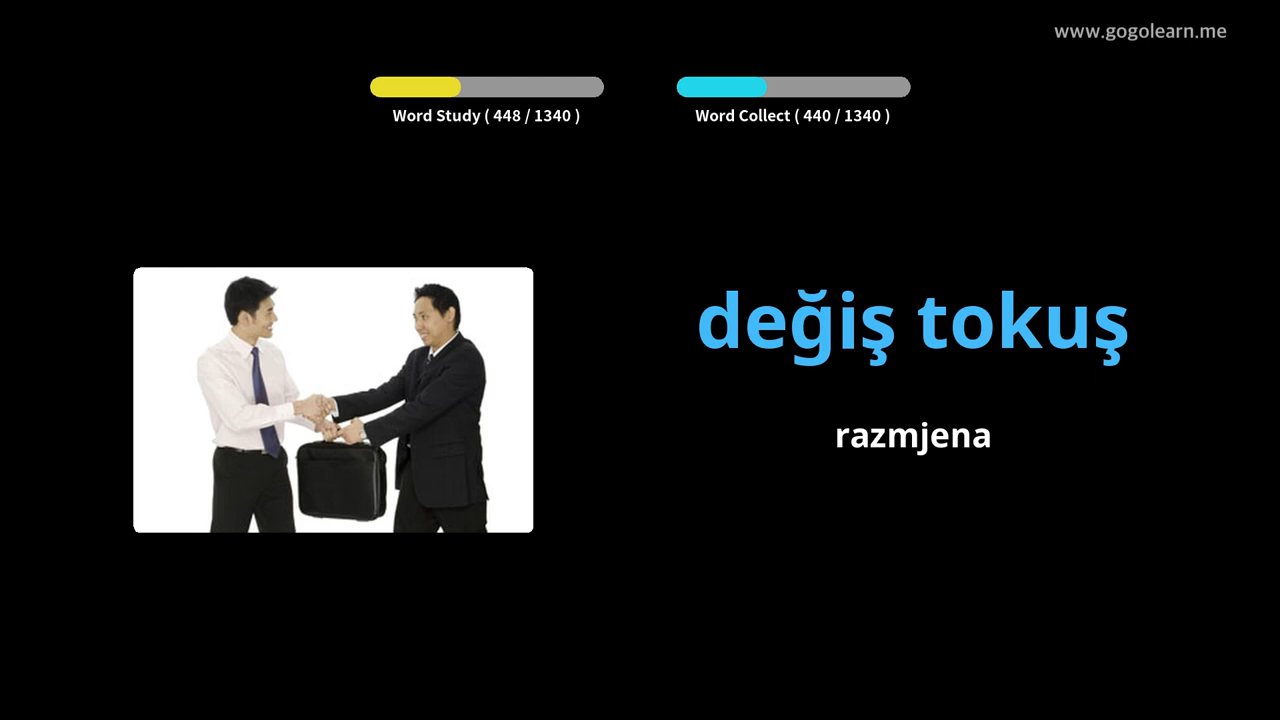 www.gogolearn.me
Word Study ( 448 / 1340 )
Word Collect ( 440 / 1340 )
değiş tokuş
razmjena